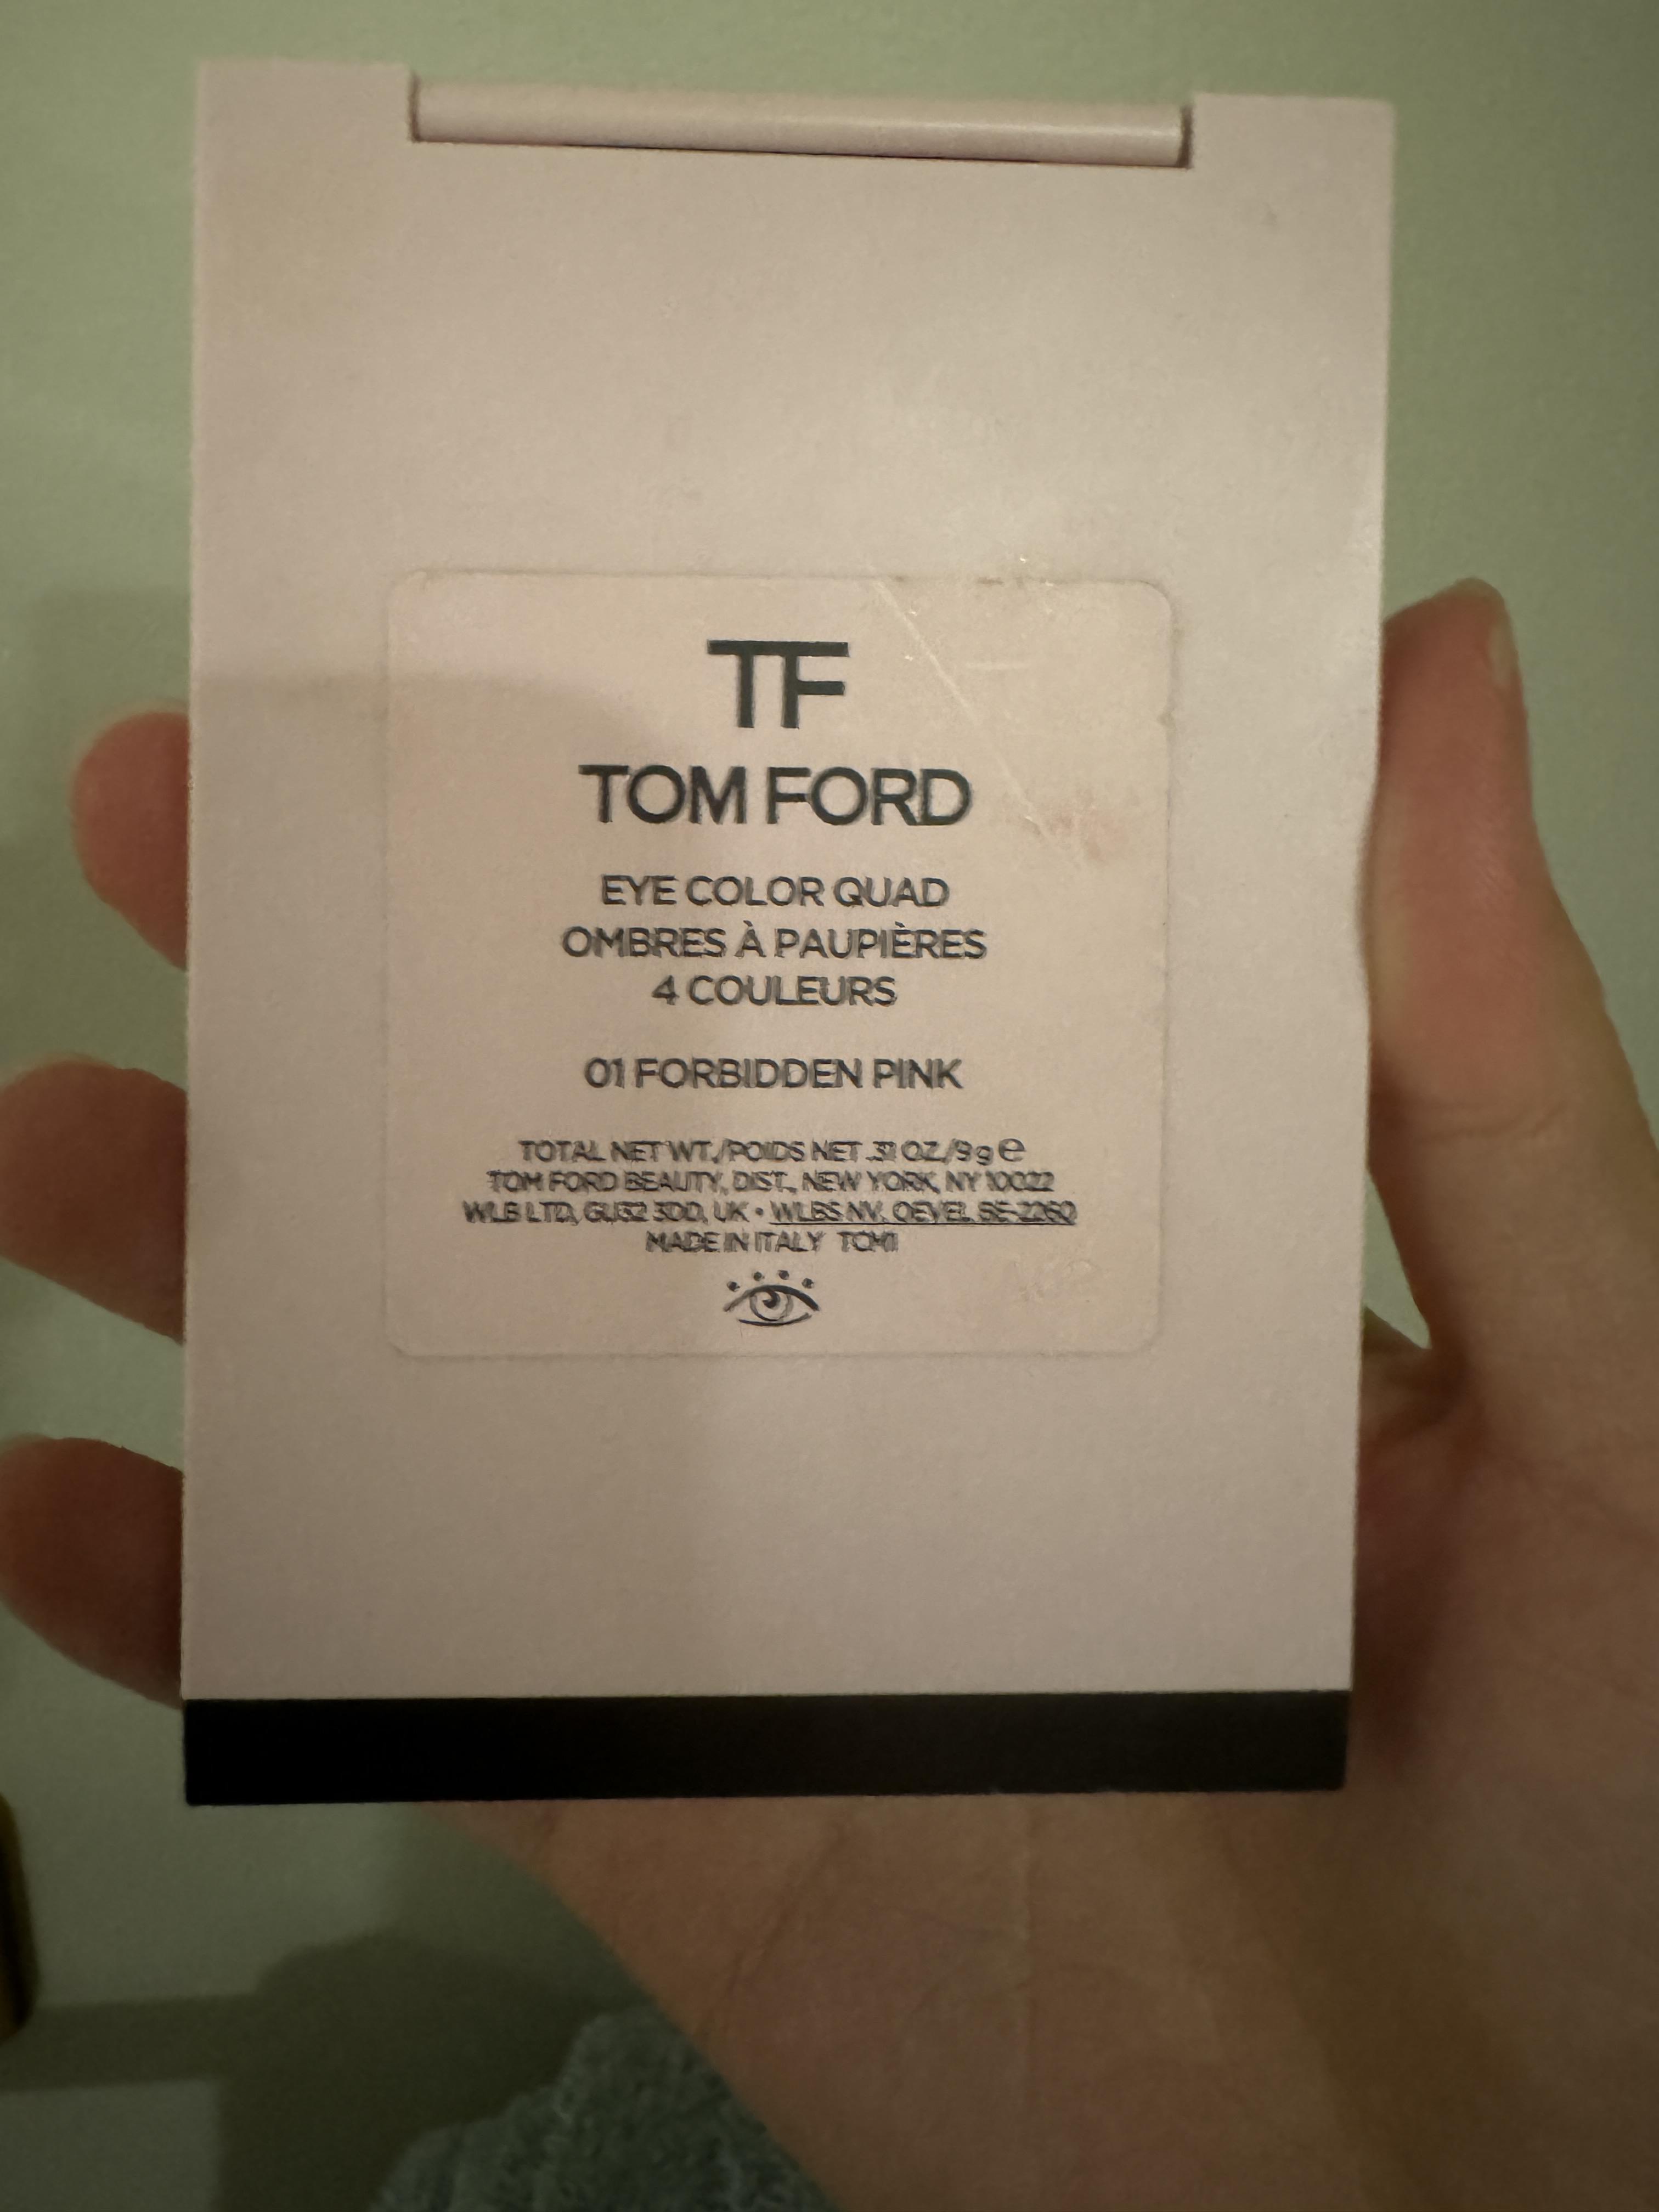 TF
TOM FORD
EYE COLOR QUAD
OMBRES À PAUPIÈRES
4 COULEURS
01 FORBIDDEN PINK
TOTAL NET WT./POIDS NET .31 OZ./9 g ℮
TOM FORD BEAUTY, DIST., NEW YORK, NY 10022
WLB LTD, GU32 3DD, UK • WLBS NV, OEVEL BE-2260
MADE IN ITALY